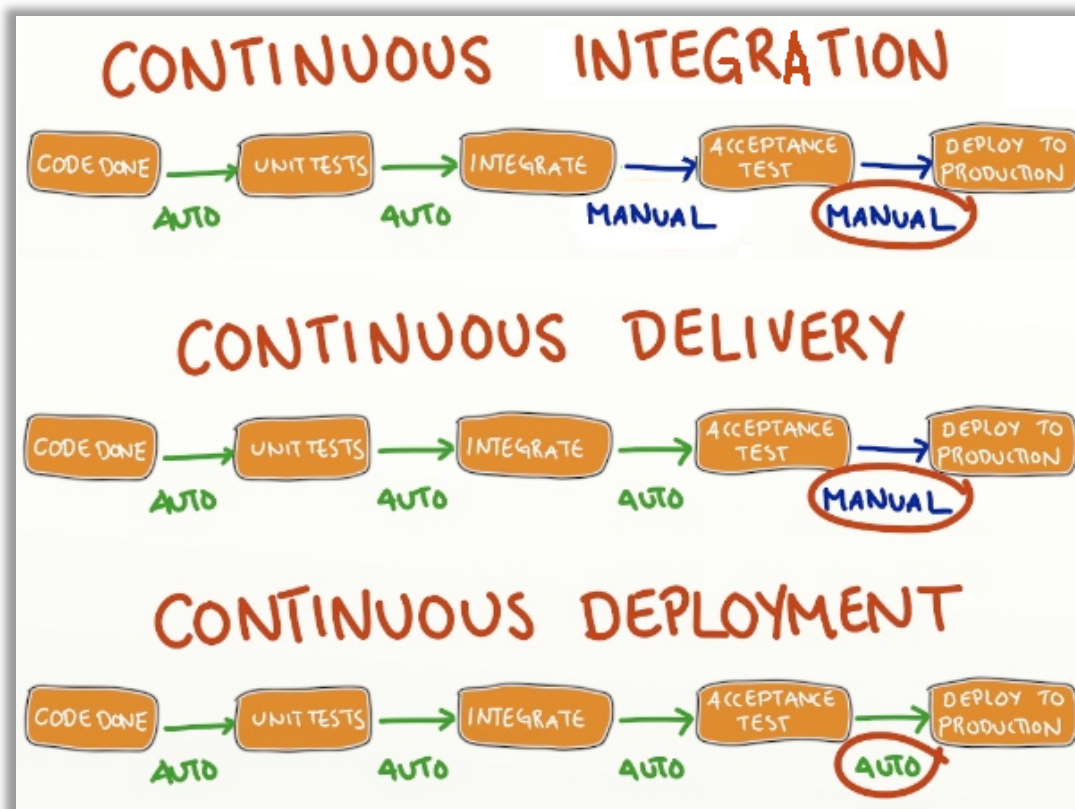 CONTINUOUS INTEGRATION
CODE DONE
UNIT TESTS
INTEGRATE
ACCEPTANCE
TEST
DEPLOY TO
PRODUCTION
AUTO
AUTO
MANUAL
MANUAL
CONTINUOUS DELIVERY
CODE DONE
UNIT TESTS
INTEGRATE
ACCEPTANCE
TEST
DEPLOY TO
PRODUCTION
AUTO
AUTO
AUTO
MANUAL
CONTINUOUS DEPLOYMENT
CODE DONE
UNIT TESTS
INTEGRATE
ACCEPTANCE
TEST
DEPLOY TO
PRODUCTION
AUTO
AUTO
AUTO
AUTO